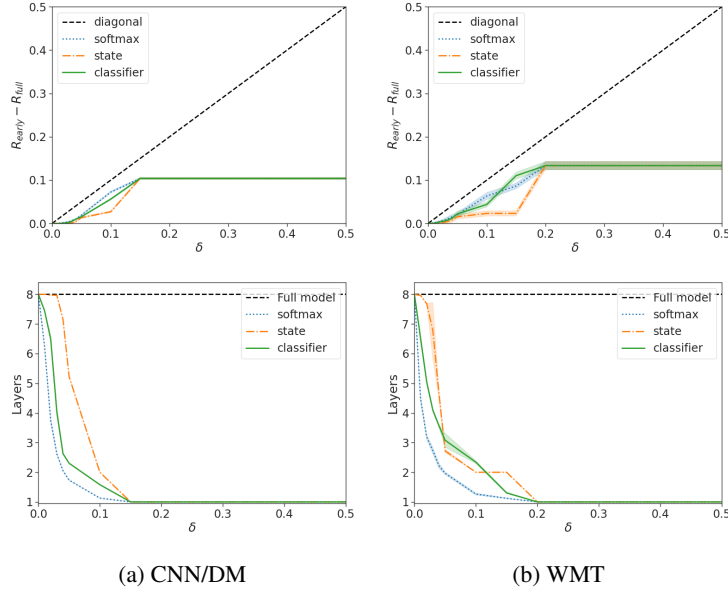 0.5
0.4
0.3
0.2
0.1
0.0
R_early − R_full
diagonal
softmax
state
classifier
0.0 0.1 0.2 0.3 0.4 0.5
δ
0.5
0.4
0.3
0.2
0.1
0.0
R_early − R_full
diagonal
softmax
state
classifier
0.0 0.1 0.2 0.3 0.4 0.5
δ
8
7
6
5
4
3
2
1
Layers
Full model
softmax
state
classifier
0.0 0.1 0.2 0.3 0.4 0.5
δ
8
7
6
5
4
3
2
1
Layers
Full model
softmax
state
classifier
0.0 0.1 0.2 0.3 0.4 0.5
δ
(a) CNN/DM
(b) WMT